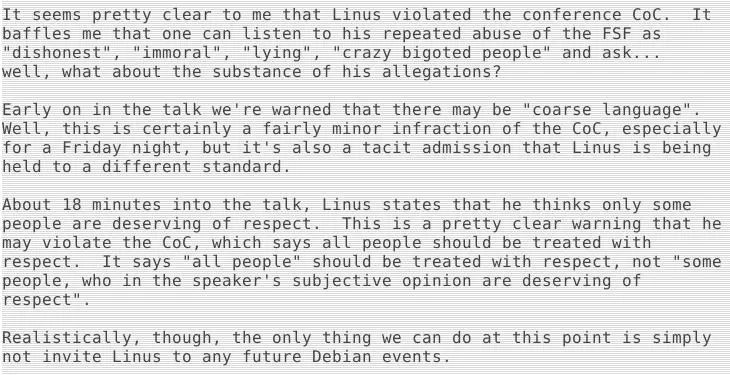 It seems pretty clear to me that Linus violated the conference CoC.  It
baffles me that one can listen to his repeated abuse of the FSF as
"dishonest", "immoral", "lying", "crazy bigoted people" and ask...
well, what about the substance of his allegations?

Early on in the talk we're warned that there may be "coarse language".
Well, this is certainly a fairly minor infraction of the CoC, especially
for a Friday night, but it's also a tacit admission that Linus is being
held to a different standard.

About 18 minutes into the talk, Linus states that he thinks only some
people are deserving of respect.  This is a pretty clear warning that he
may violate the CoC, which says all people should be treated with
respect.  It says "all people" should be treated with respect, not "some
people, who in the speaker's subjective opinion are deserving of
respect".

Realistically, though, the only thing we can do at this point is simply
not invite Linus to any future Debian events.